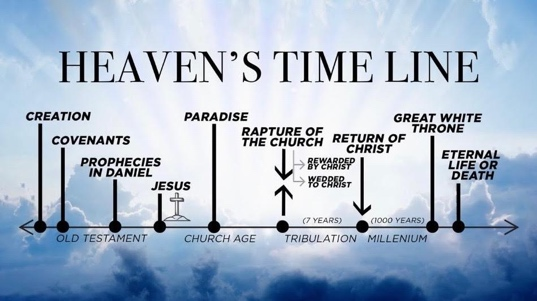 HEAVEN'S TIME LINE
CREATION
COVENANTS
PROPHECIES
IN DANIEL
JESUS
PARADISE
RAPTURE OF
THE CHURCH
REWARDED
BY CHRIST
WEDDED
TO CHRIST
RETURN OF
CHRIST
GREAT WHITE
THRONE
ETERNAL
LIFE OR
DEATH
(7 YEARS)
(1000 YEARS)
OLD TESTAMENT
CHURCH AGE
TRIBULATION
MILLENIUM